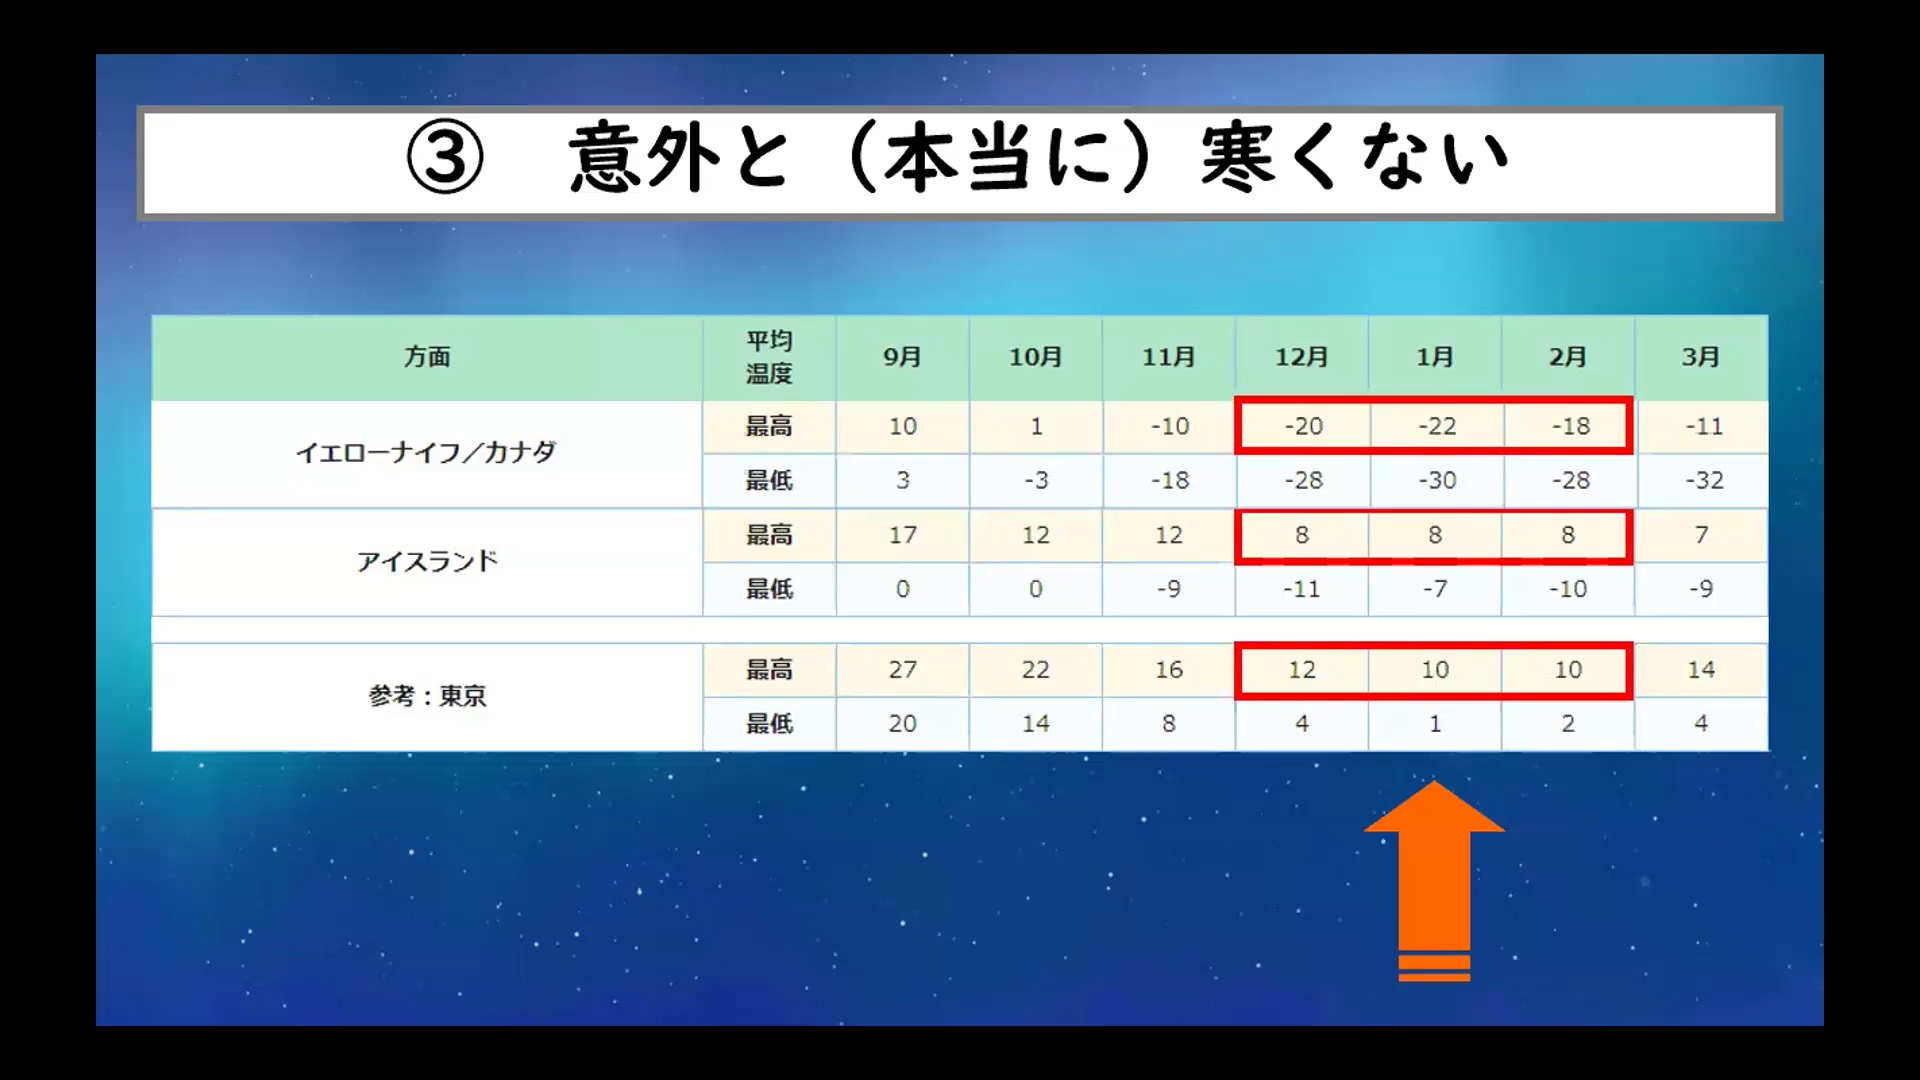 ③ 意外と（本当に）寒くない
方面 平均温度 9月 10月 11月 12月 1月 2月 3月
イエローナイフ／カナダ 最高 10 1 -10 -20 -22 -18 -11
最低 3 -3 -18 -28 -30 -28 -32
アイスランド 最高 17 12 12 8 8 8 7
最低 0 0 -9 -11 -7 -10 -9
参考：東京 最高 27 22 16 12 10 10 14
最低 20 14 8 4 1 2 4